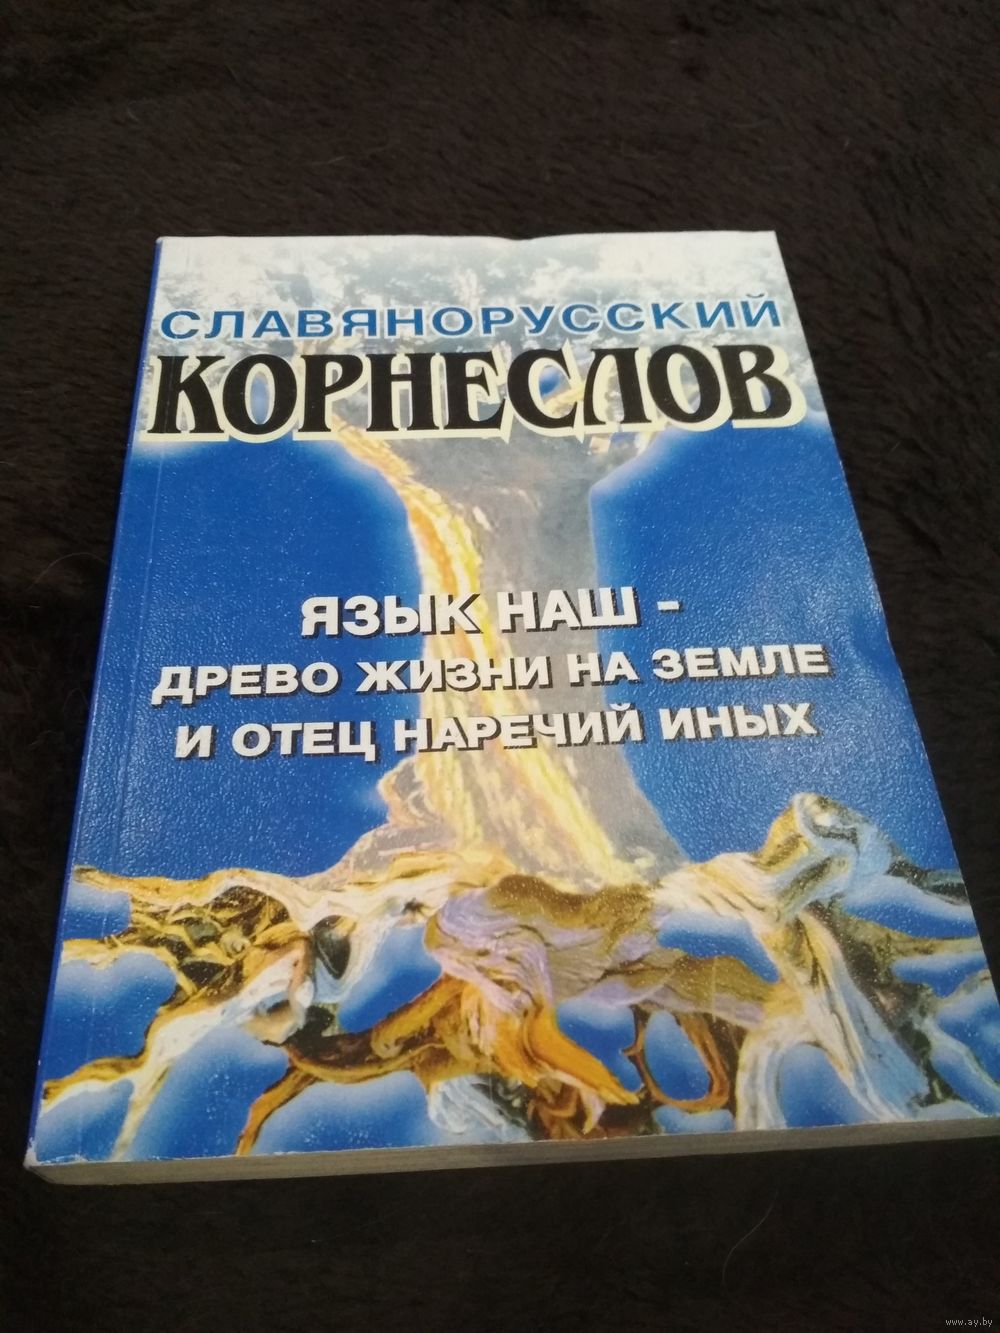 СЛАВЯНОРУССКИЙ
КОРНЕСЛОВ
ЯЗЫК НАШ -
ДРЕВО ЖИЗНИ НА ЗЕМЛЕ
И ОТЕЦ НАРЕЧИЙ ИНЫХ
www.ay.by